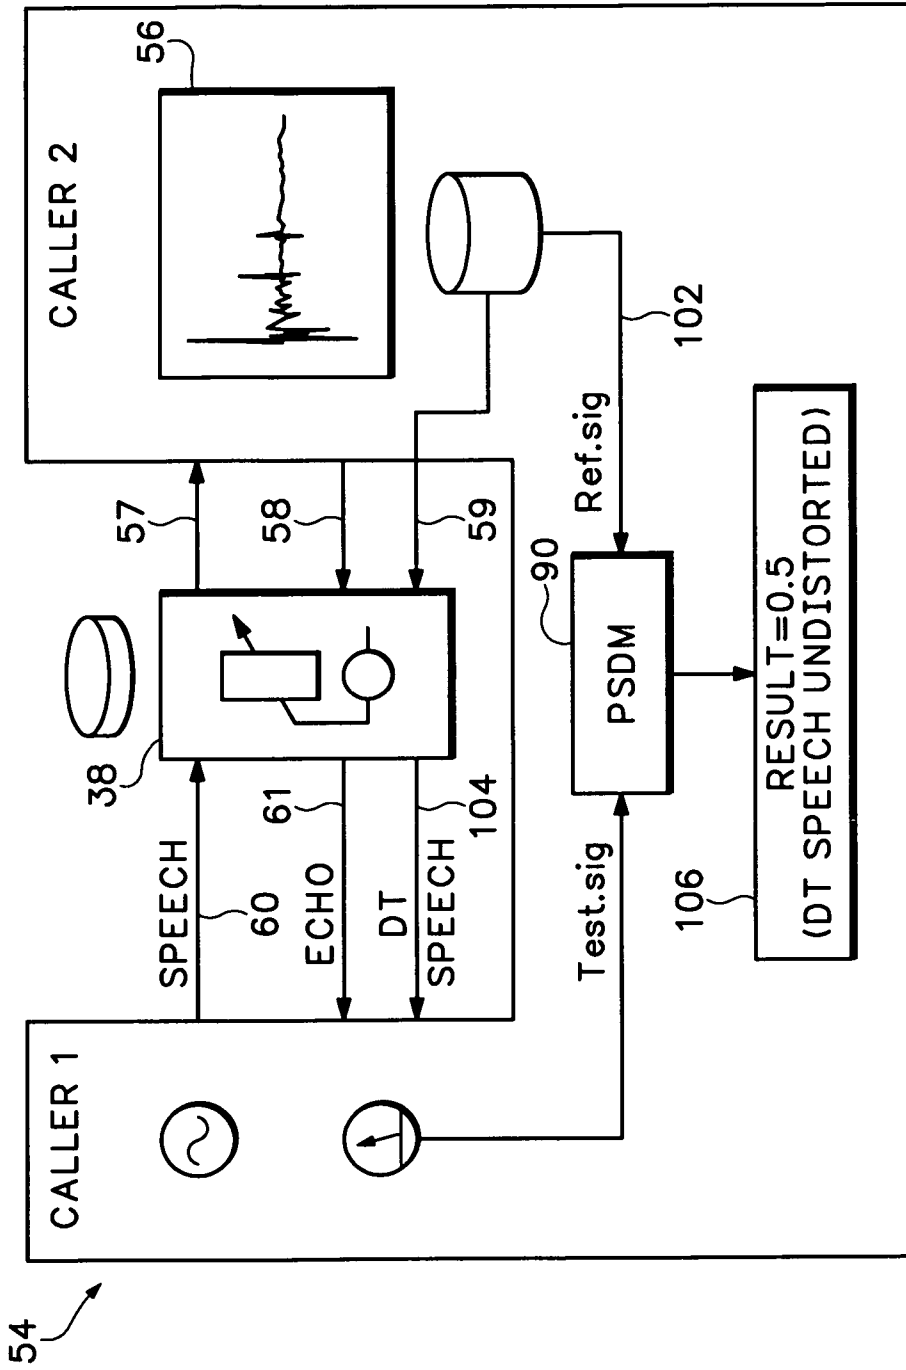 54
CALLER 1
CALLER 2
56
38
57
SPEECH
60
58
61
ECHO
59
DT
SPEECH
104
90
Test.sig
PSDM
Ref.sig
102
106
RESULT=0.5
(DT SPEECH UNDISTORTED)